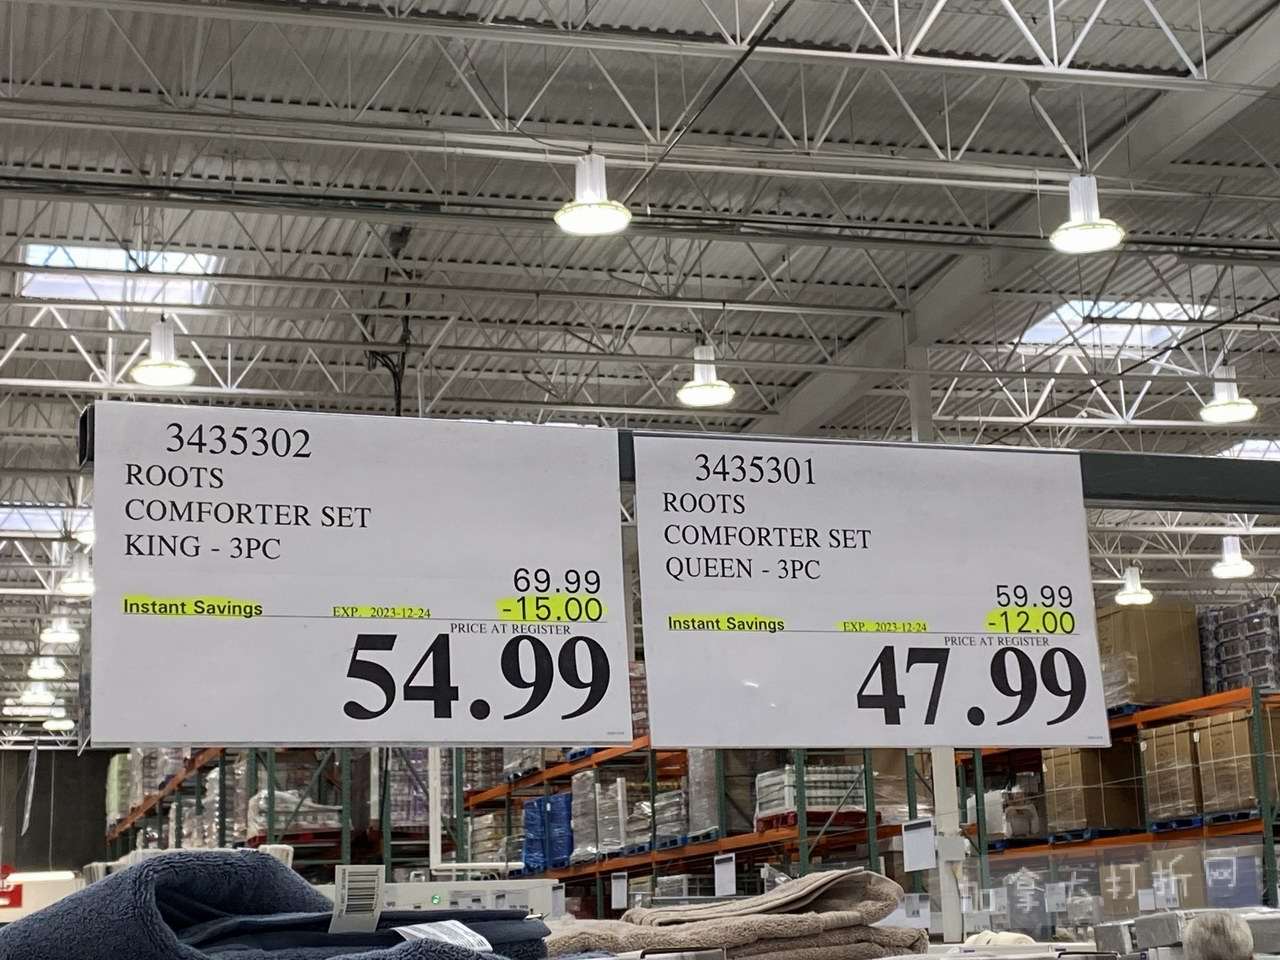 3435302
ROOTS
COMFORTER SET
KING - 3PC
69.99
Instant Savings EXP. 2023-12-24 -15.00
PRICE AT REGISTER
54.99
3435301
ROOTS
COMFORTER SET
QUEEN - 3PC
59.99
Instant Savings EXP. 2023-12-24 -12.00
PRICE AT REGISTER
47.99
加拿大打折网